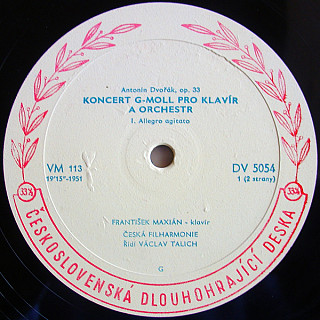 Antonín Dvořák, op. 33
KONCERT G-MOLL PRO KLAVÍR
A ORCHESTR
I. Allegro agitato
VM 113
19'15"-1951
DV 5054
1 (2 strany)
33⅓
33⅓
FRANTIŠEK MAXIÁN - klavír
ČESKÁ FILHARMONIE
Řídí VÁCLAV TALICH
G
ČESKOSLOVENSKÁ DLOUHOHRAJÍCÍ DESKA